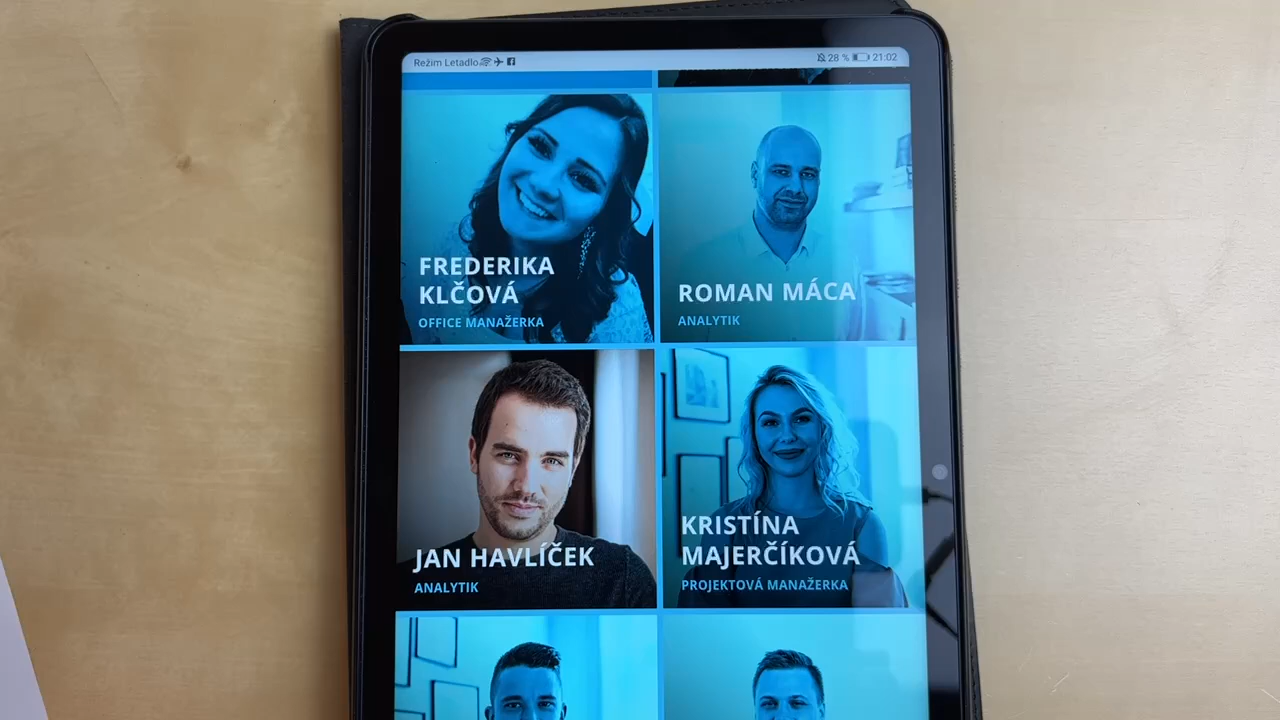 Režim Letadlo 28 % 21:02
FREDERIKA
KLČOVÁ
OFFICE MANAŽERKA
ROMAN MÁCA
ANALYTIK
JAN HAVLÍČEK
ANALYTIK
KRISTÍNA
MAJERČÍKOVÁ
PROJEKTOVÁ MANAŽERKA